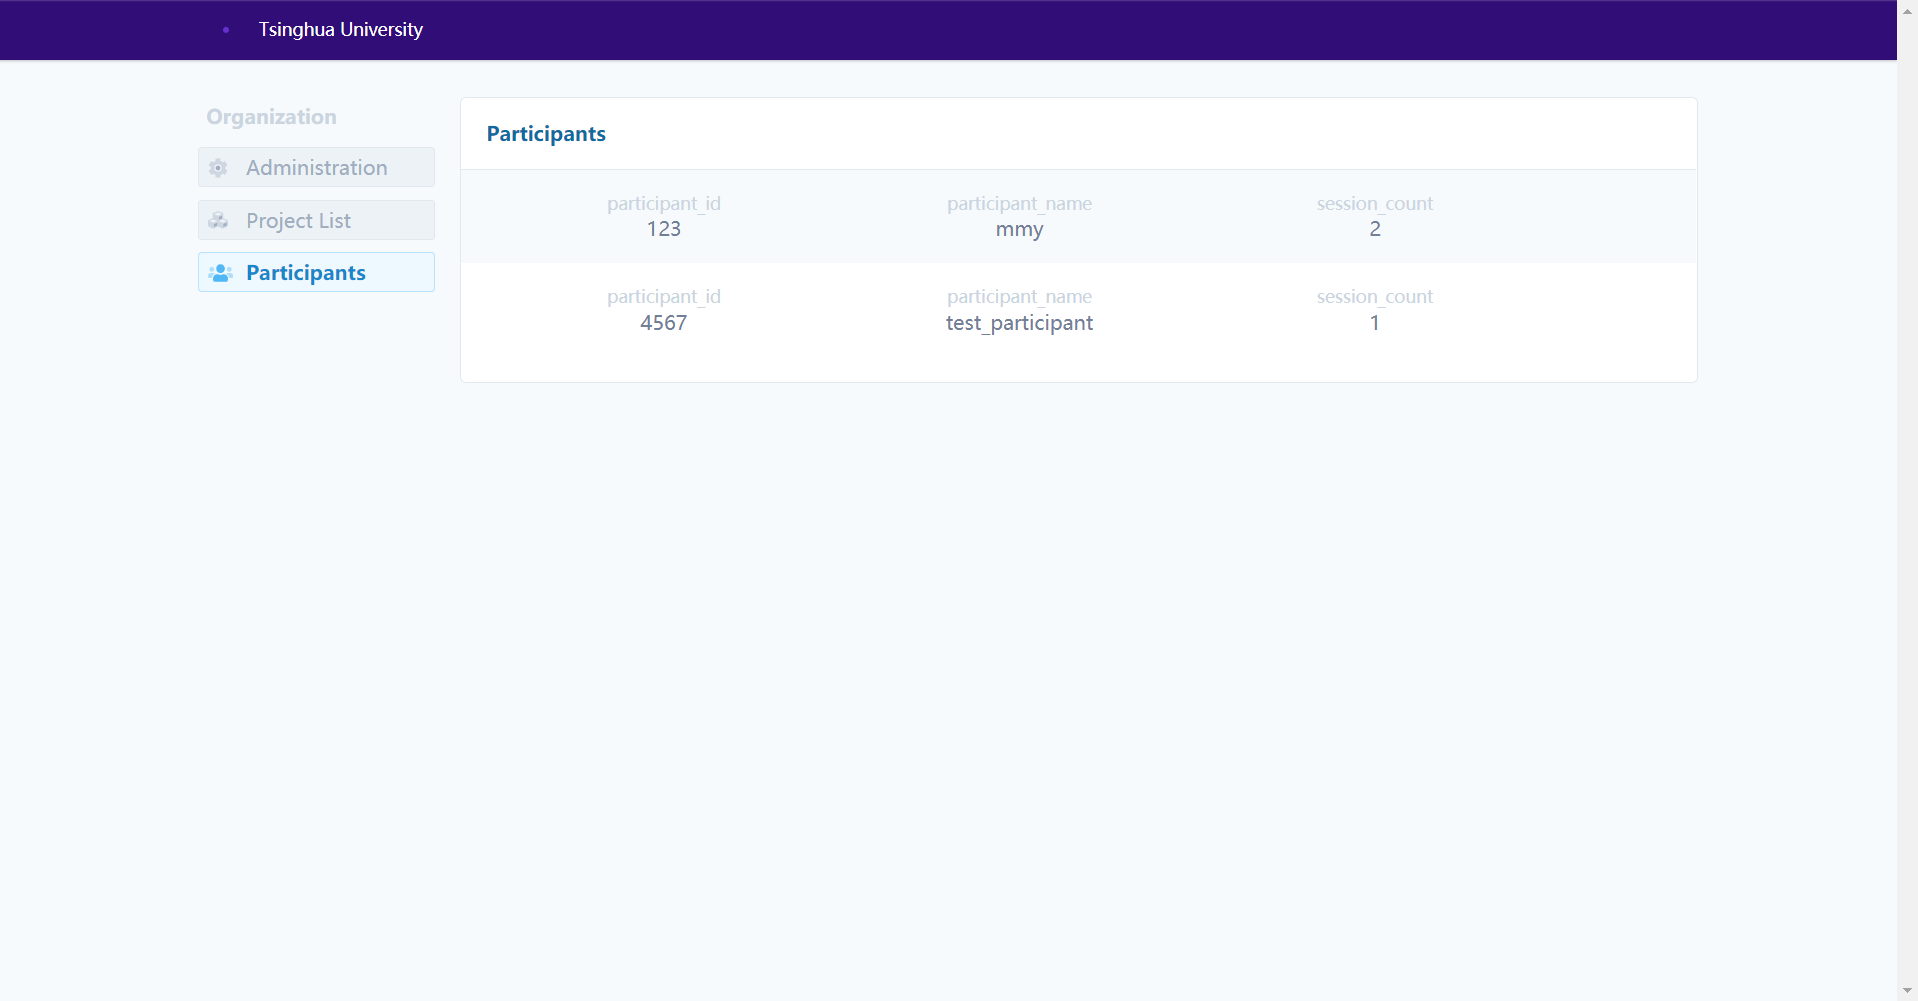 Tsinghua University
Organization
Administration
Project List
Participants
Participants
participant_id participant_name session_count
123 mmy 2
participant_id participant_name session_count
4567 test_participant 1